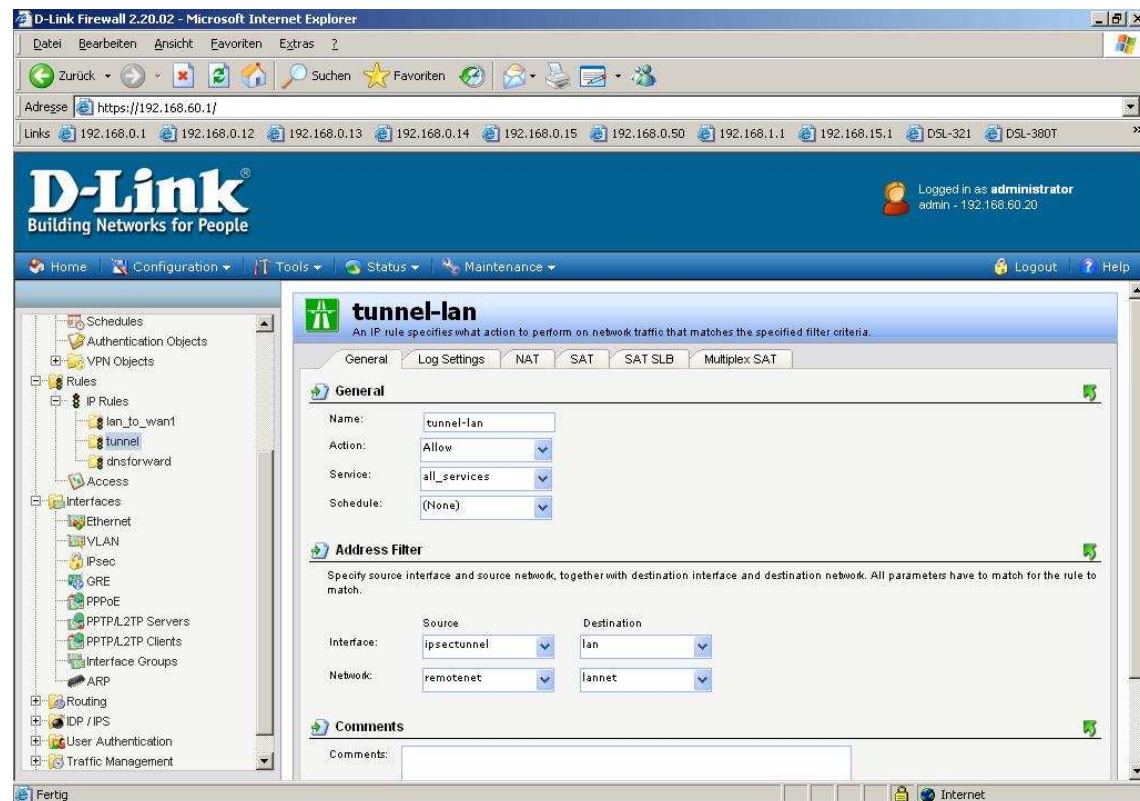 D-Link Firewall 2.20.02 - Microsoft Internet Explorer
Datei Bearbeiten Ansicht Favoriten Extras ?
Zurück Suchen Favoriten
Adresse https://192.168.60.1/
Links 192.168.0.1 192.168.0.12 192.168.0.13 192.168.0.14 192.168.0.15 192.168.0.50 192.168.1.1 192.168.15.1 DSL-321 DSL-380T »
D-Link®
Building Networks for People
Logged in as administrator
admin - 192.168.60.20
Home Configuration Tools Status Maintenance Logout Help
Schedules
Authentication Objects
VPN Objects
Rules
IP Rules
lan_to_wan1
tunnel
dnsforward
Access
Interfaces
Ethernet
VLAN
IPsec
GRE
PPPoE
PPTP/L2TP Servers
PPTP/L2TP Clients
Interface Groups
ARP
Routing
IDP / IPS
User Authentication
Traffic Management
tunnel-lan
An IP rule specifies what action to perform on network traffic that matches the specified filter criteria.
General Log Settings NAT SAT SAT SLB Multiplex SAT
General
Name: tunnel-lan
Action: Allow
Service: all_services
Schedule: (None)
Address Filter
Specify source interface and source network, together with destination interface and destination network. All parameters have to match for the rule to
match.
Source Destination
Interface: ipsectunnel lan
Network: remotenet lannet
Comments
Comments:
Fertig Internet